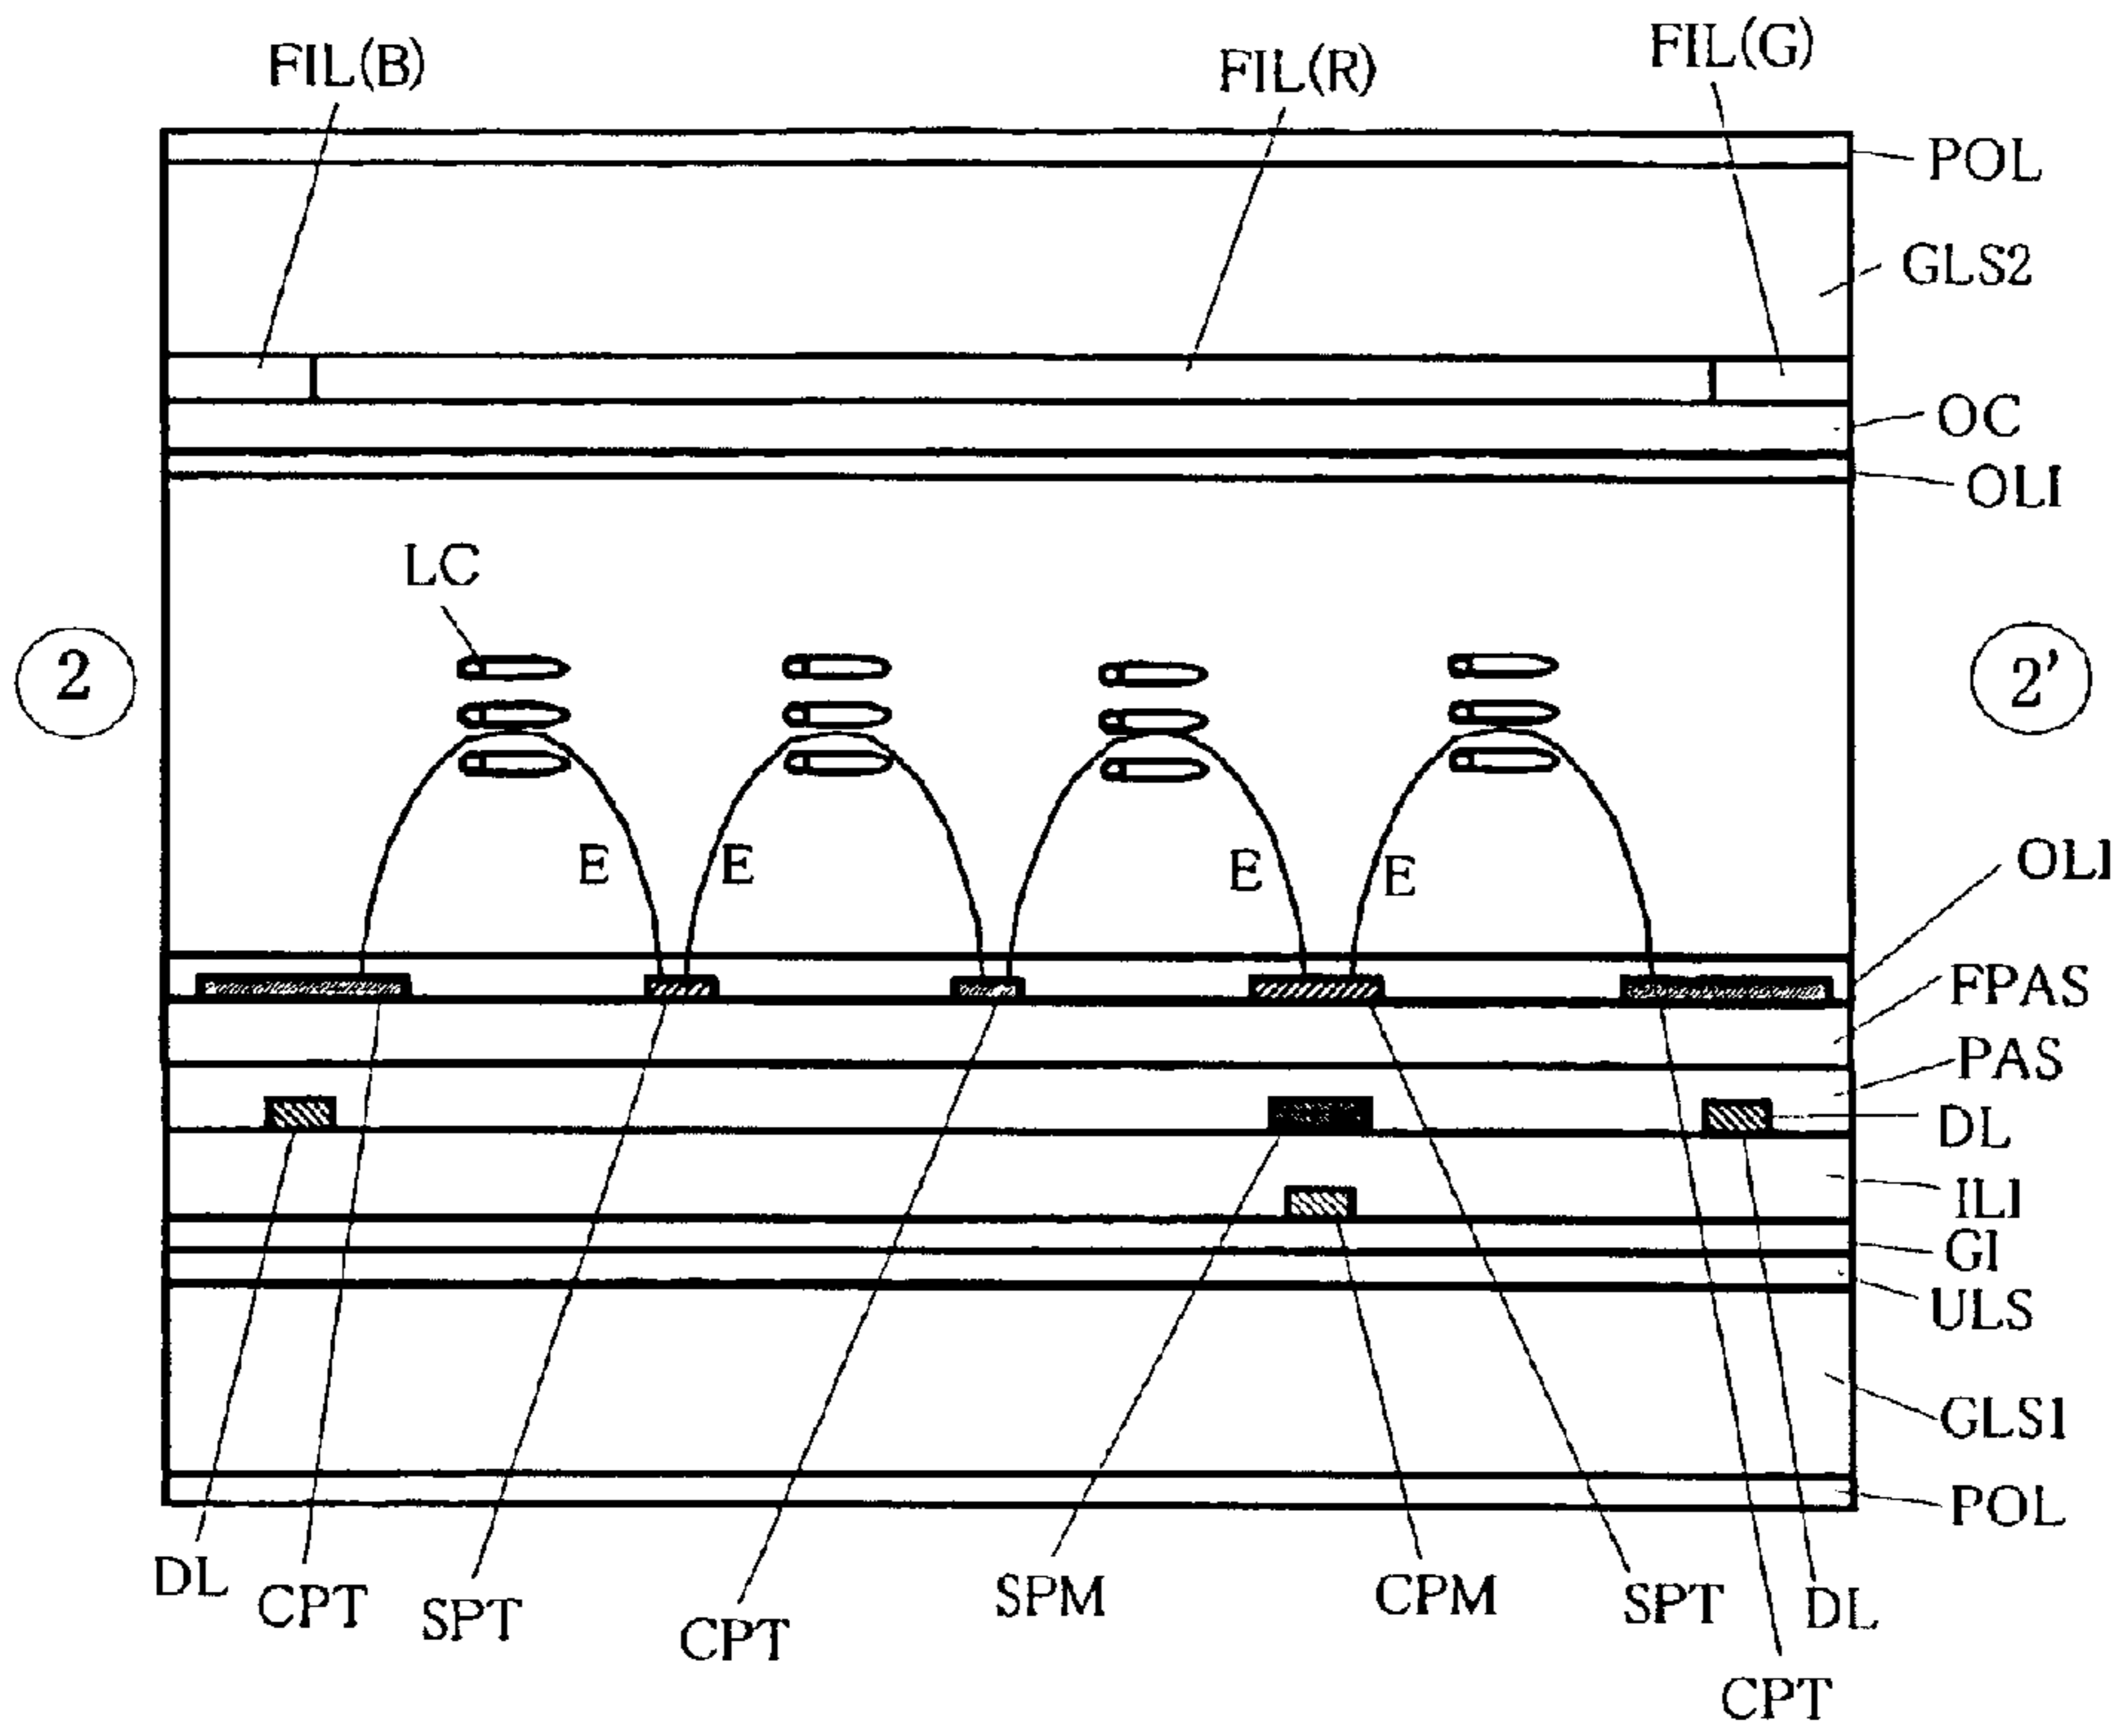 FIL(B)
FIL(R)
FIL(G)
POL
GLS2
OC
OLI
LC
2
2'
E
E
E
E
OLI
FPAS
PAS
DL
ILI
GI
ULS
GLS1
POL
DL
CPT
SPT
CPT
SPM
CPM
SPT
DL
CPT